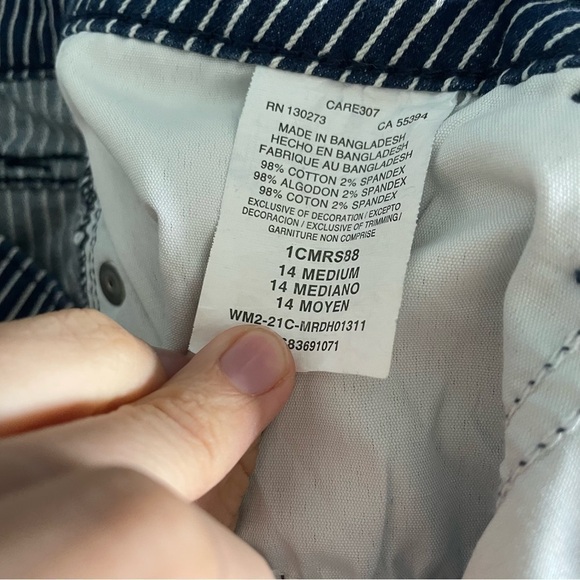 CARE307
RN 130273 CA 55394
MADE IN BANGLADESH
HECHO EN BANGLADESH
FABRIQUE AU BANGLADESH
98% COTTON 2% SPANDEX
98% ALGODON 2% SPANDEX
98% COTON 2% SPANDEX
EXCLUSIVE OF DECORATION / EXCEPTO
DECORACION / EXCLUSIVE OF TRIMMING /
GARNITURE NON COMPRISE
1CMRS88
14 MEDIUM
14 MEDIANO
14 MOYEN
WM2-21C-MRDH01311